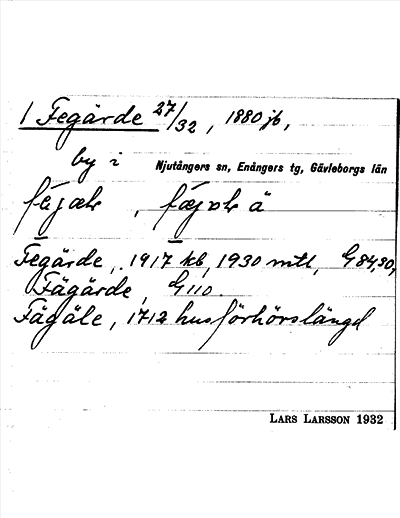 1 Fegärde 27/32, 1880 jb,
by i Njutångers sn, Enångers tg, Gävleborgs län
Fegärde, 1917 kb, 1930 mtl, G 84,30,
Fägärde, G 110.
Fägäle, 1712 husförhörslängd
LARS LARSSON 1932